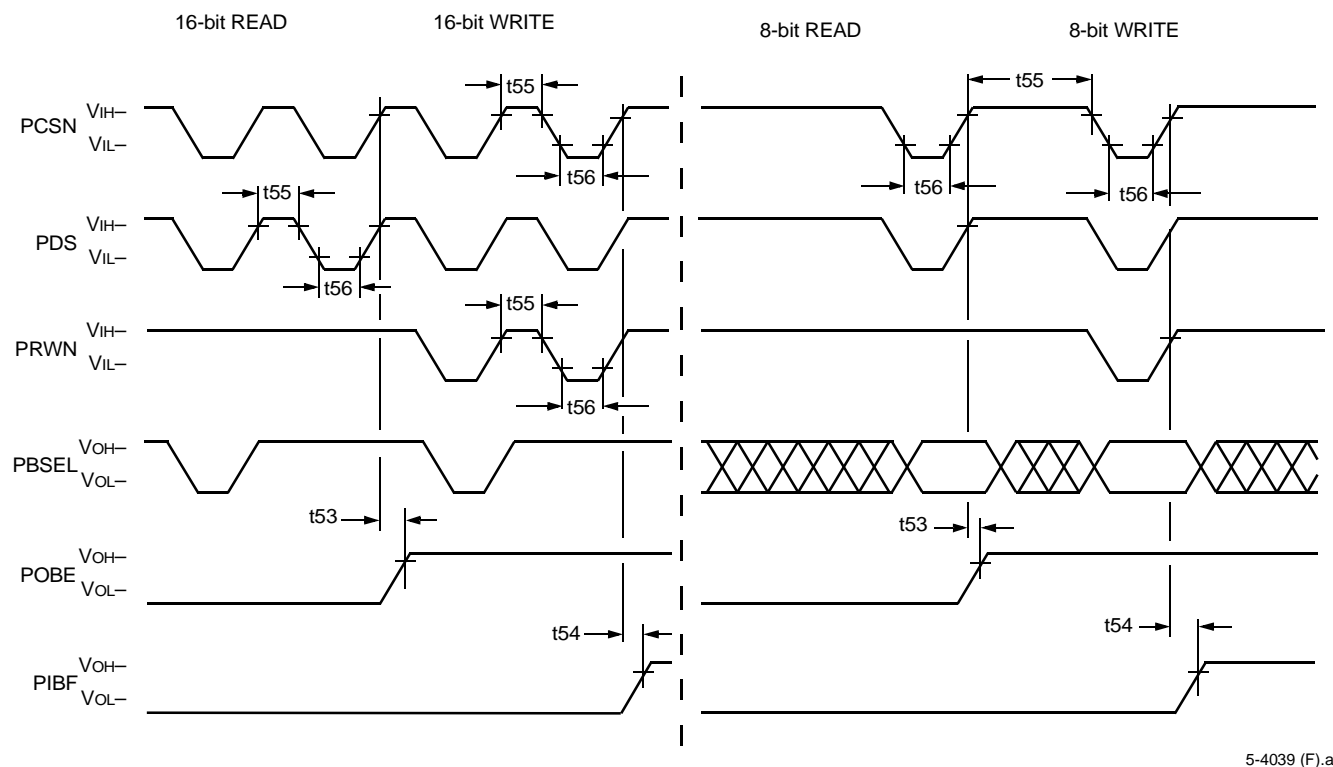 16-bit READ 16-bit WRITE 8-bit READ 8-bit WRITE
t55 t55
PCSN VIH– VIL–
t56 t56 t56
t55
PDS VIH– VIL–
t56 t55
PRWN VIH– VIL–
t56
PBSEL VOH– VOL–
t53 t53
POBE VOH– VOL–
t54 t54
PIBF VOH– VOL–
5-4039 (F).a